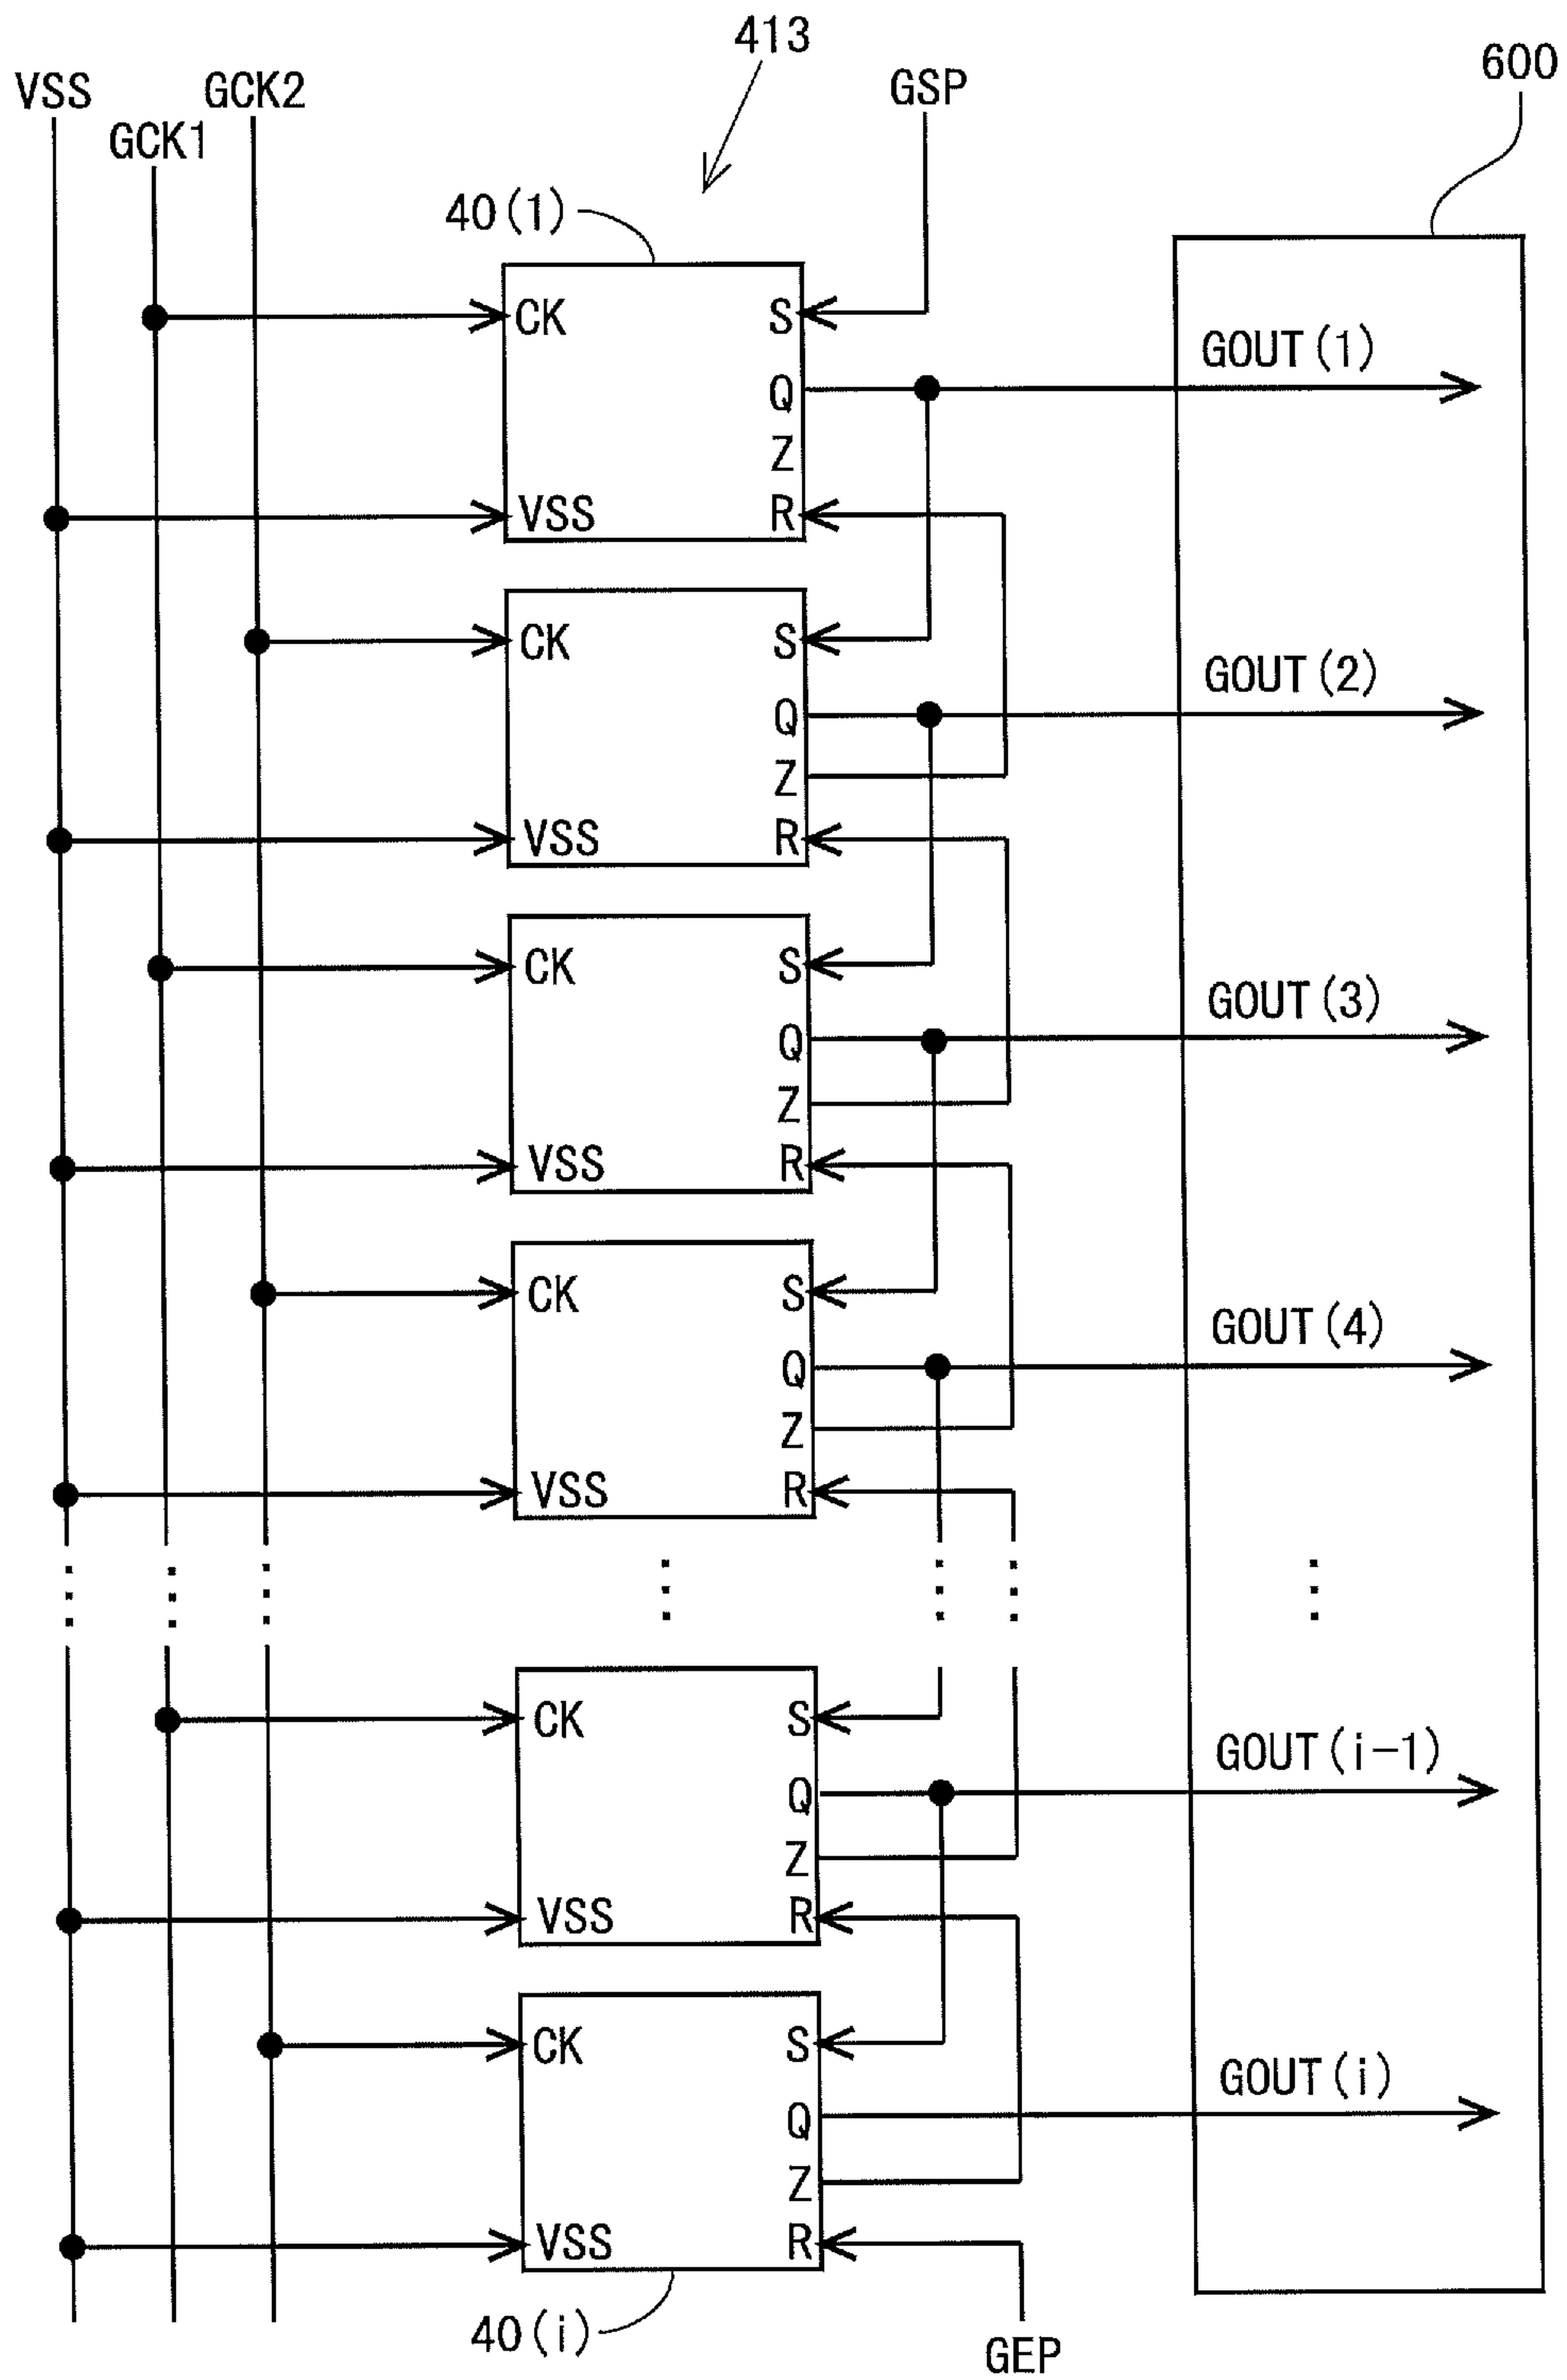 413
600
VSS
GCK2
GSP
GCK1
40(1)
CK
S
GOUT(1)
Q
Z
VSS
R
CK
S
GOUT(2)
Q
Z
VSS
R
CK
S
GOUT(3)
Q
Z
VSS
R
CK
S
GOUT(4)
Q
Z
VSS
R
CK
S
GOUT(i-1)
Q
Z
VSS
R
CK
S
GOUT(i)
Q
Z
VSS
R
40(i)
GEP